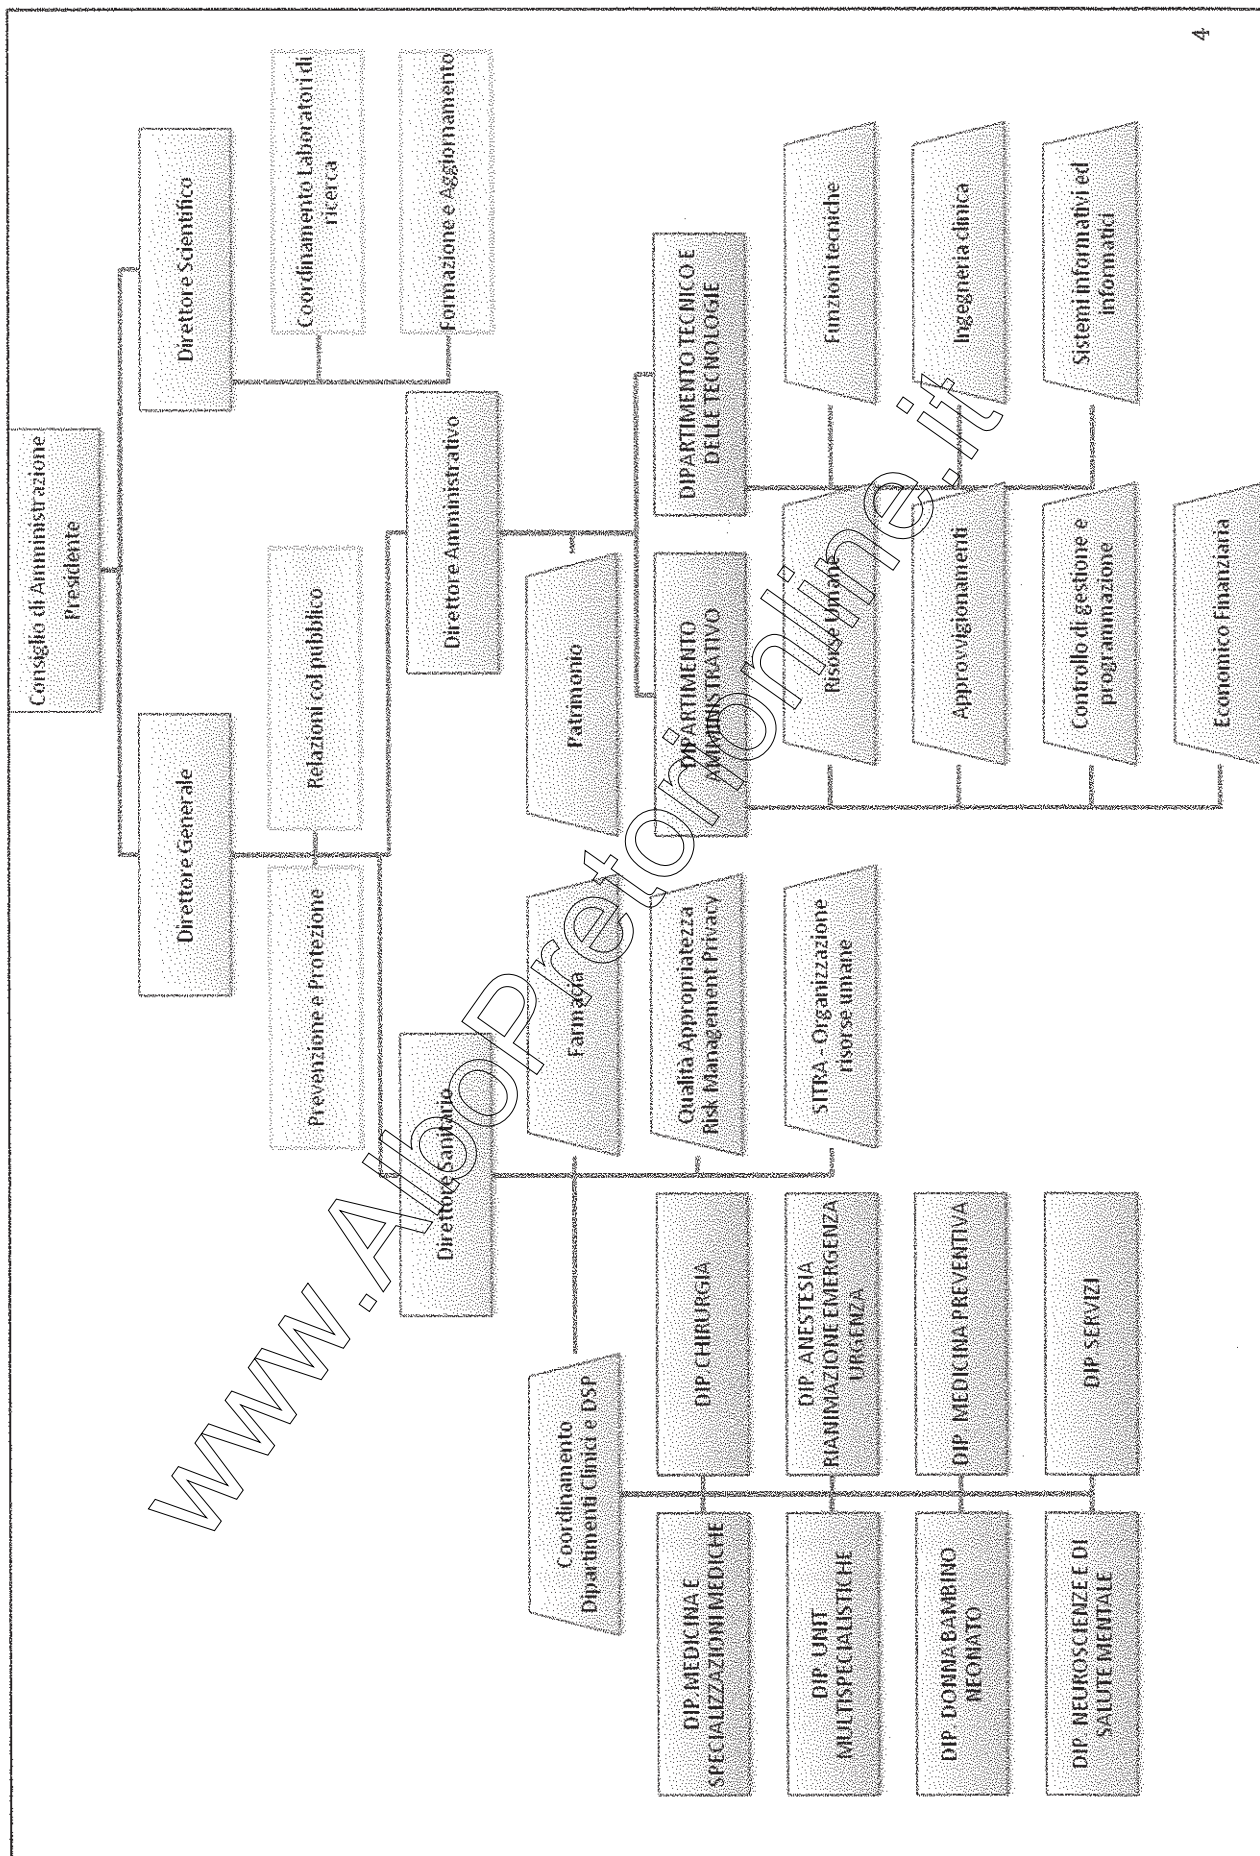 Consiglio di Amministrazione
Presidente
Direttore Generale
Direttore Scientifico
Prevenzione e Protezione
Relazioni col pubblico
Coordinamento Laboratori di
ricerca
Formazione e Aggiornamento
Direttore Sanitario
Direttore Amministrativo
Coordinamento
Dipartimenti Clinici e DSP
Farmacia
Patrimonio
Qualità Appropriatezza
Risk Management Privacy
SITRA - Organizzazione
risorse umane
DIP. MEDICINA E
SPECIALIZZAZIONI MEDICHE
DIP CHIRURGIA
DIP. UNIT
MULTISPECIALISTICHE
DIP. ANESTESIA
RIANIMAZIONE EMERGENZA
URGENZA
DIP. DONNA BAMBINO
NEONATO
DIP. MEDICINA PREVENTIVA
DIP. NEUROSCIENZE E DI
SALUTE MENTALE
DIP SERVIZI
DIPARTIMENTO
AMMINISTRATIVO
Risorse Umane
Approvvigionamenti
Controllo di gestione e
programmazione
Economico Finanziaria
DIPARTIMENTO TECNICO E
DELLE TECNOLOGIE
Funzioni tecniche
Ingegneria clinica
Sistemi informativi ed
informatici
4
www.AlboPretorionline.it